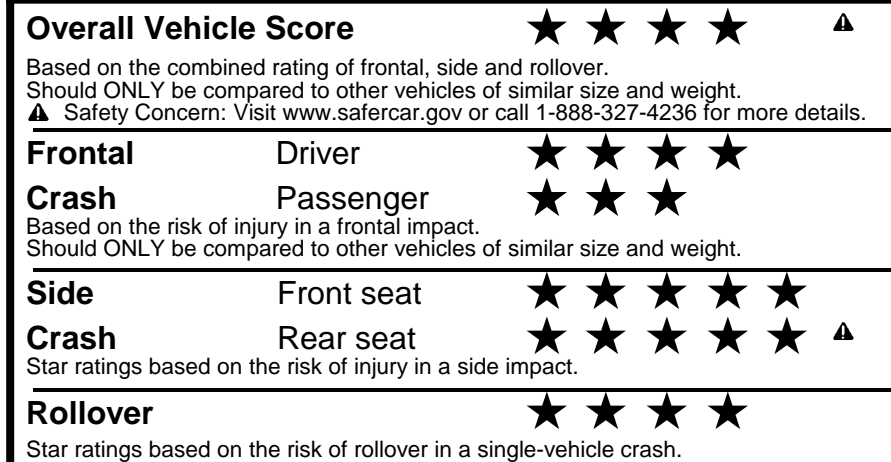 Overall Vehicle Score ★ ★ ★ ★ ⚠
Based on the combined rating of frontal, side and rollover.
Should ONLY be compared to other vehicles of similar size and weight.
⚠ Safety Concern: Visit www.safercar.gov or call 1-888-327-4236 for more details.
Frontal Driver ★ ★ ★ ★
Crash Passenger ★ ★ ★
Based on the risk of injury in a frontal impact.
Should ONLY be compared to other vehicles of similar size and weight.
Side Front seat ★ ★ ★ ★ ★
Crash Rear seat ★ ★ ★ ★ ★ ⚠
Star ratings based on the risk of injury in a side impact.
Rollover ★ ★ ★ ★
Star ratings based on the risk of rollover in a single-vehicle crash.